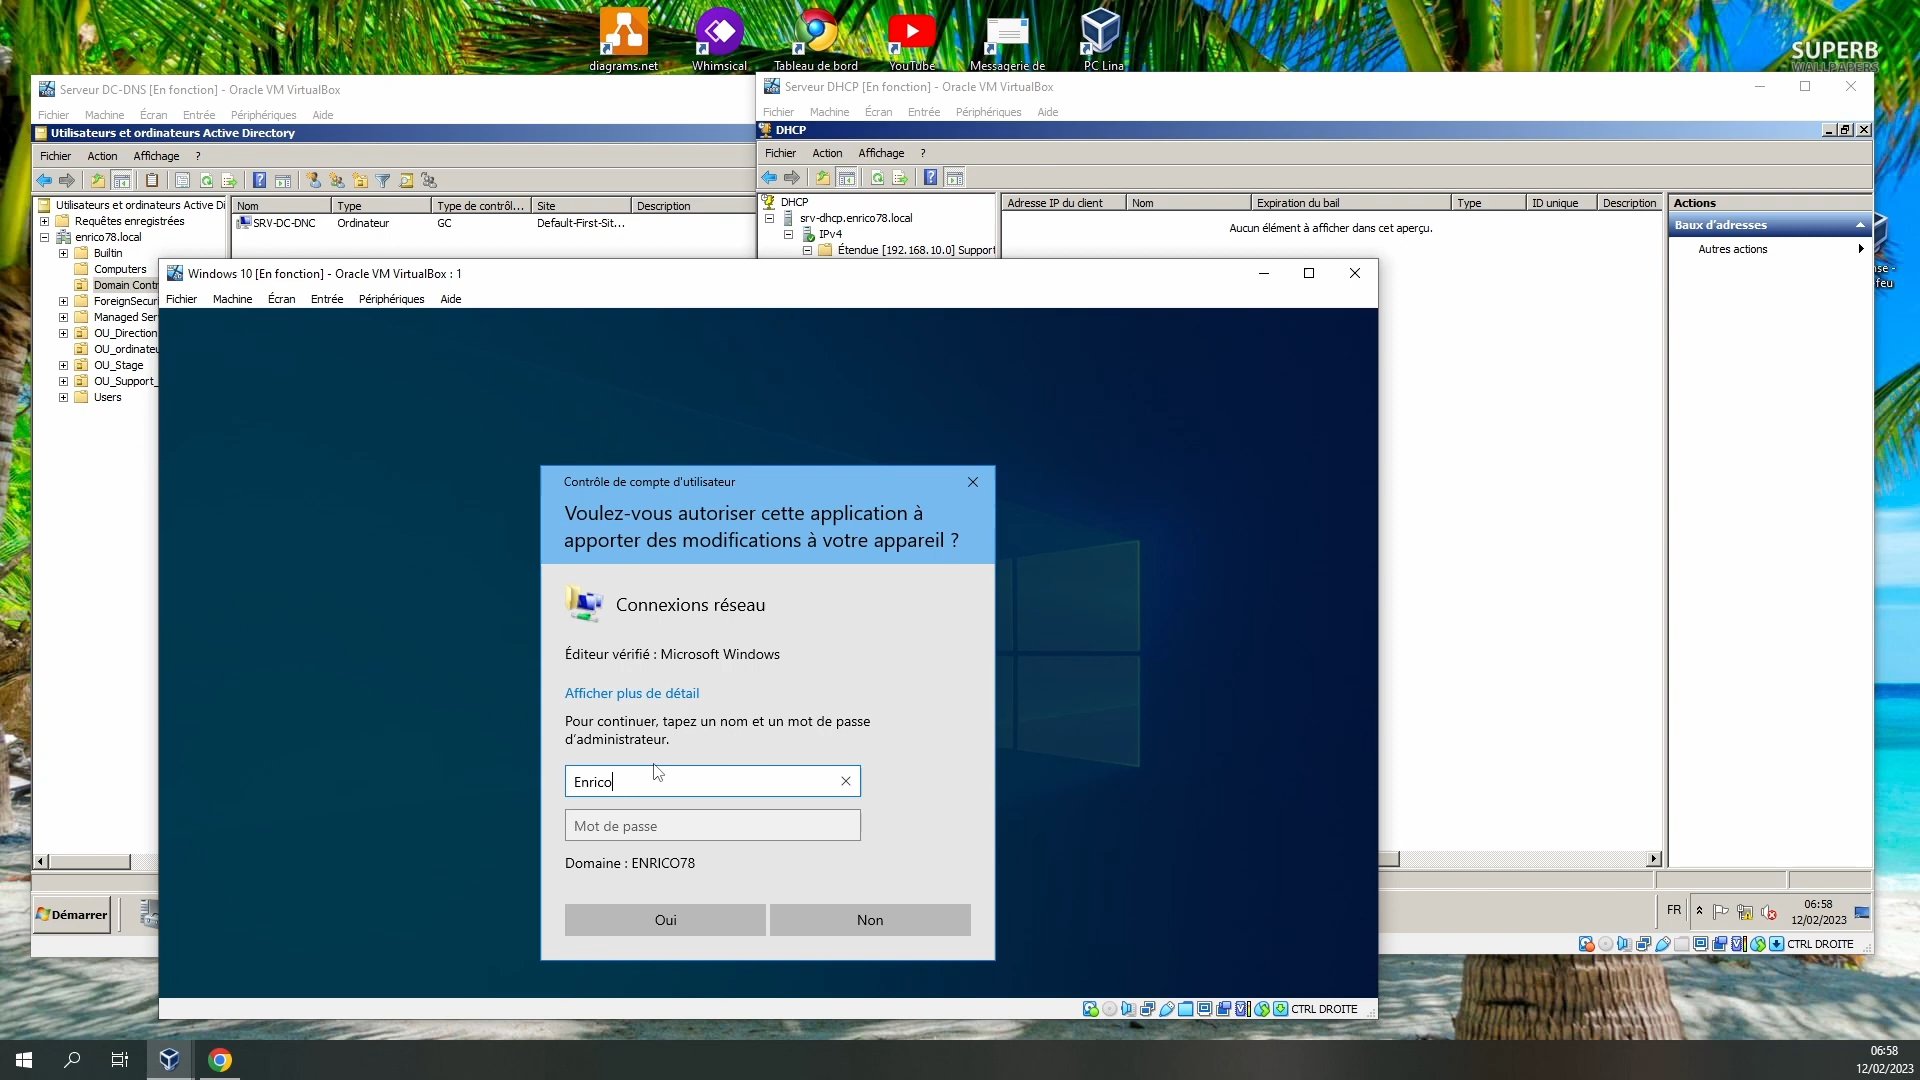 diagrams.net
Whimsical
Tableau de bord
YouTube
Messagerie de
PC Lina
SUPERB
WALLPAPERS
Serveur DC-DNS [En fonction] - Oracle VM VirtualBox
Fichier Machine Écran Entrée Périphériques Aide
Utilisateurs et ordinateurs Active Directory
Fichier Action Affichage ?
Utilisateurs et ordinateurs Active Di
Requêtes enregistrées
enrico78.local
Builtin
Computers
Domain Contr
ForeignSecur
Managed Ser
OU_Direction
OU_ordinateu
OU_Stage
OU_Support_
Users
Nom Type Type de contrôl... Site Description
SRV-DC-DNC Ordinateur GC Default-First-Sit...
Démarrer
Serveur DHCP [En fonction] - Oracle VM VirtualBox
Fichier Machine Écran Entrée Périphériques Aide
DHCP
Fichier Action Affichage ?
DHCP
srv-dhcp.enrico78.local
IPv4
Étendue [192.168.10.0] Support
Adresse IP du client Nom Expiration du bail Type ID unique Description
Aucun élément à afficher dans cet aperçu.
Actions
Baux d'adresses
Autres actions
se -
feu
FR
06:58
12/02/2023
CTRL DROITE
Windows 10 [En fonction] - Oracle VM VirtualBox : 1
Fichier Machine Écran Entrée Périphériques Aide
Contrôle de compte d'utilisateur
Voulez-vous autoriser cette application à
apporter des modifications à votre appareil ?
Connexions réseau
Éditeur vérifié : Microsoft Windows
Afficher plus de détail
Pour continuer, tapez un nom et un mot de passe
d'administrateur.
Enrico
Mot de passe
Domaine : ENRICO78
Oui
Non
CTRL DROITE
06:58
12/02/2023